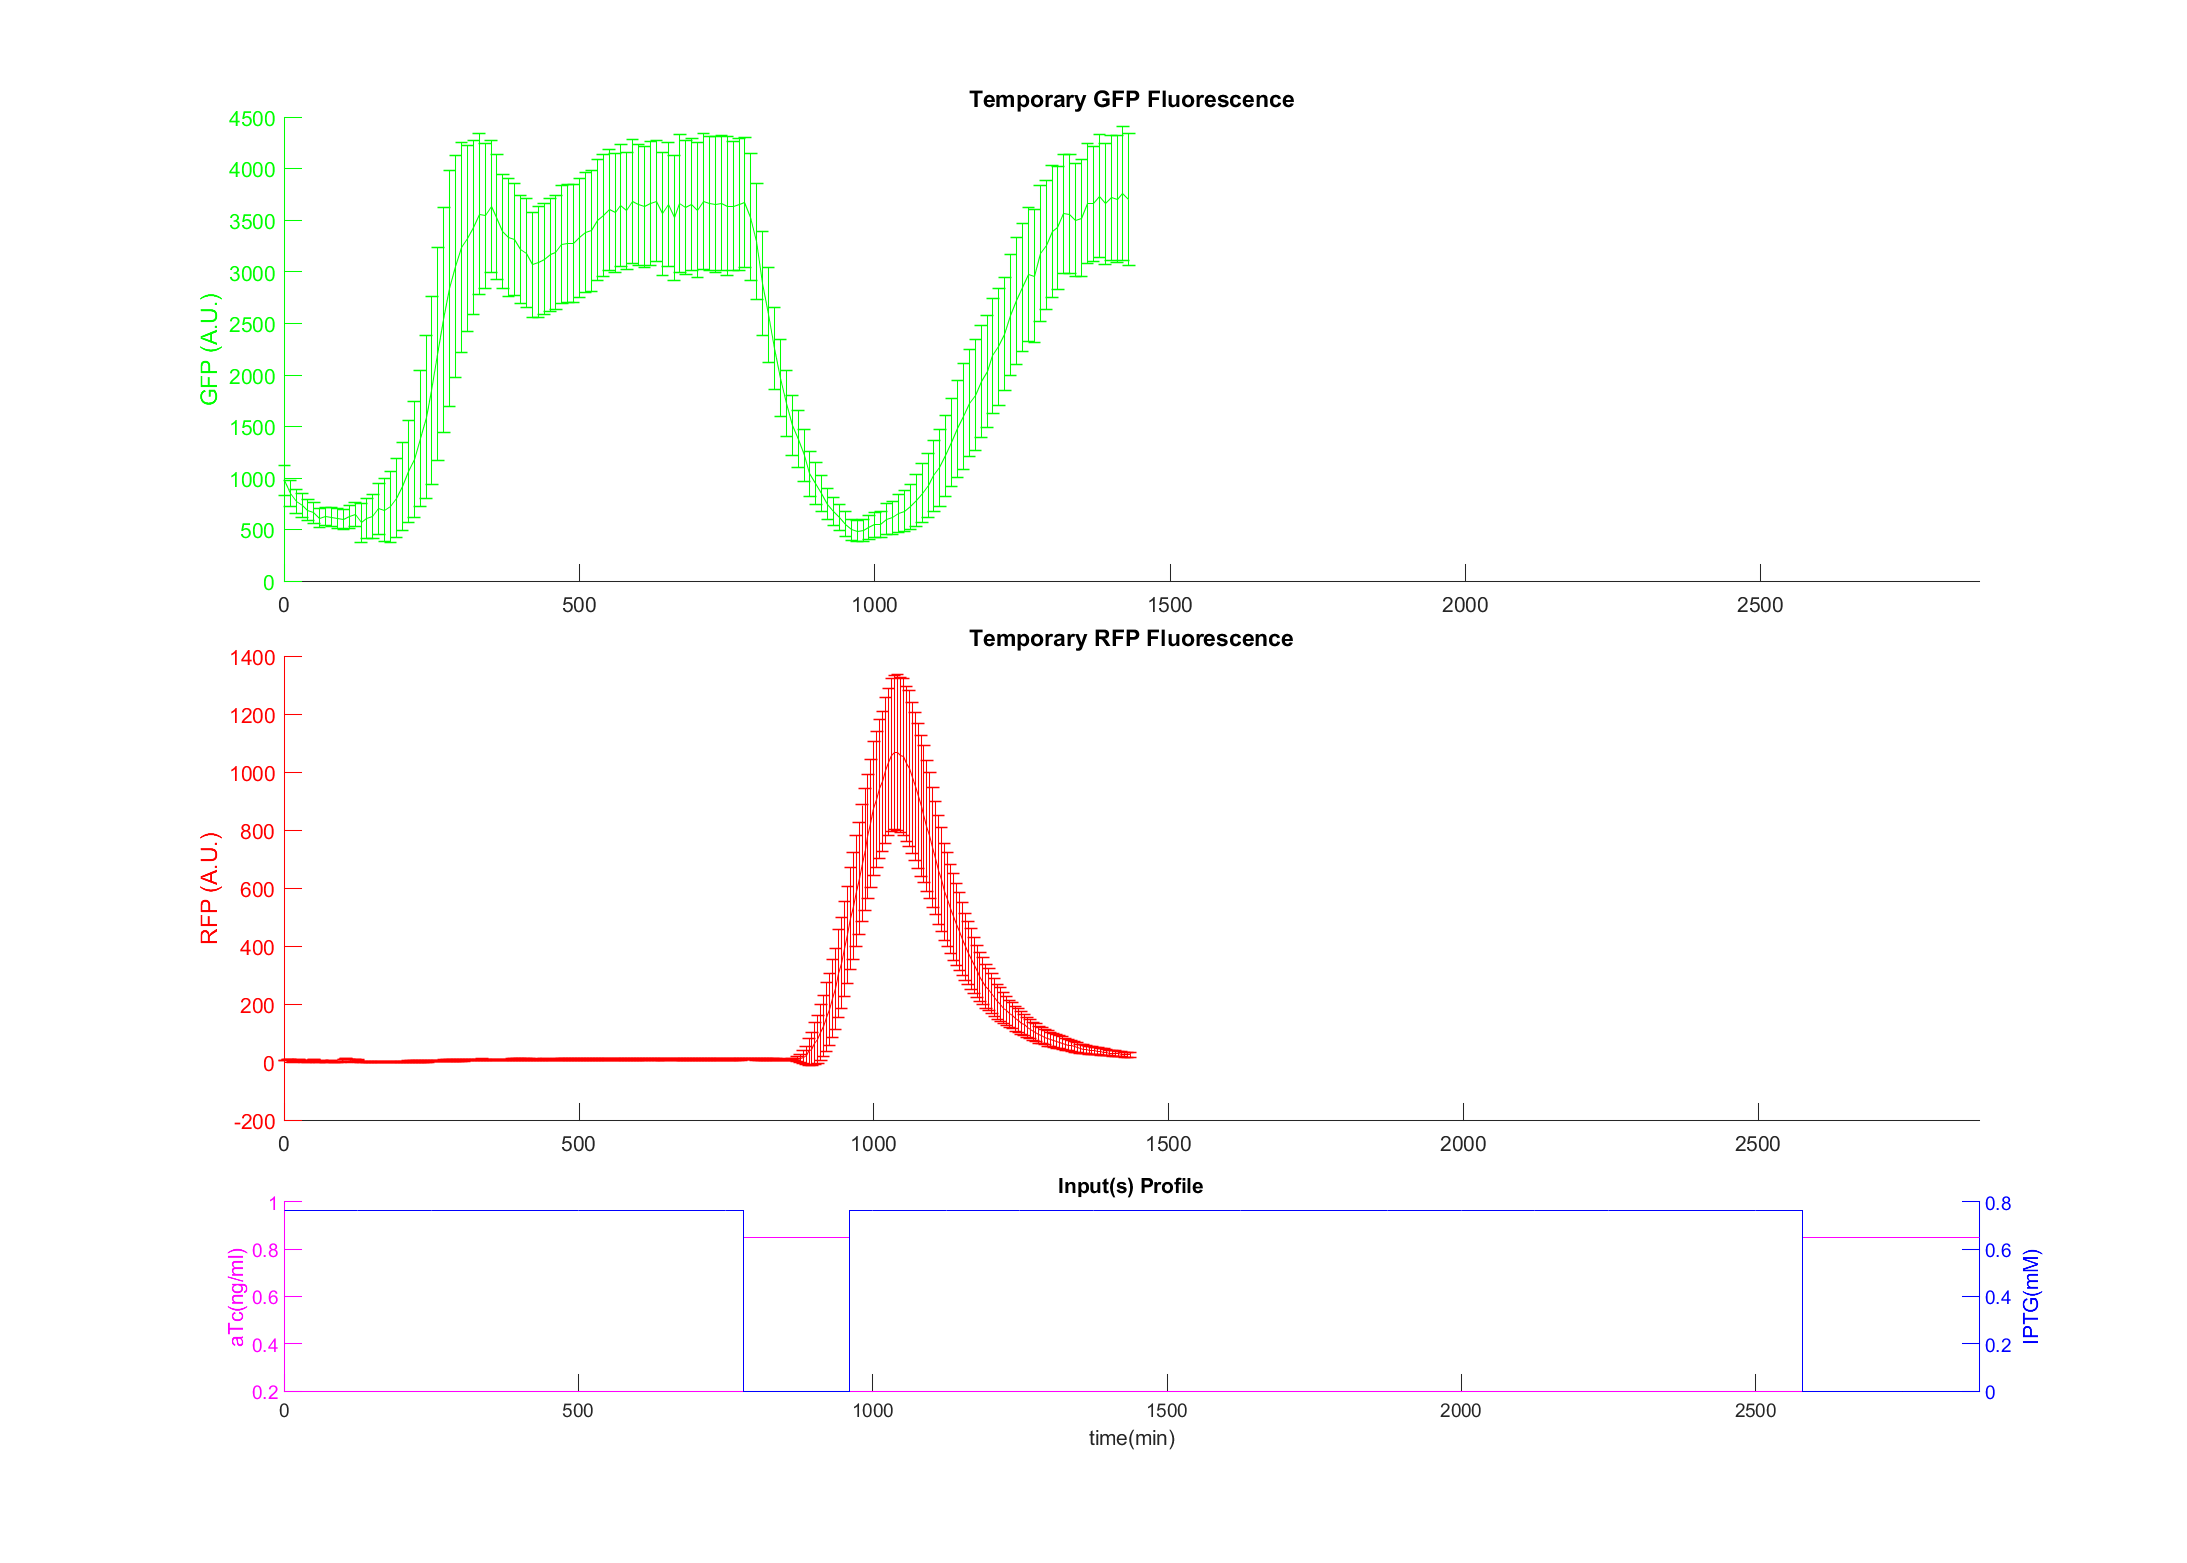 Temporary GFP Fluorescence
4500
4000
3500
3000
2500
2000
1500
1000
500
0
GFP (A.U.)
0 500 1000 1500 2000 2500
Temporary RFP Fluorescence
1400
1200
1000
800
600
400
200
0
-200
RFP (A.U.)
0 500 1000 1500 2000 2500
Input(s) Profile
1
0.8
0.6
0.4
0.2
aTc(ng/ml)
0.8
0.6
0.4
0.2
0
IPTG(mM)
0 500 1000 1500 2000 2500
time(min)